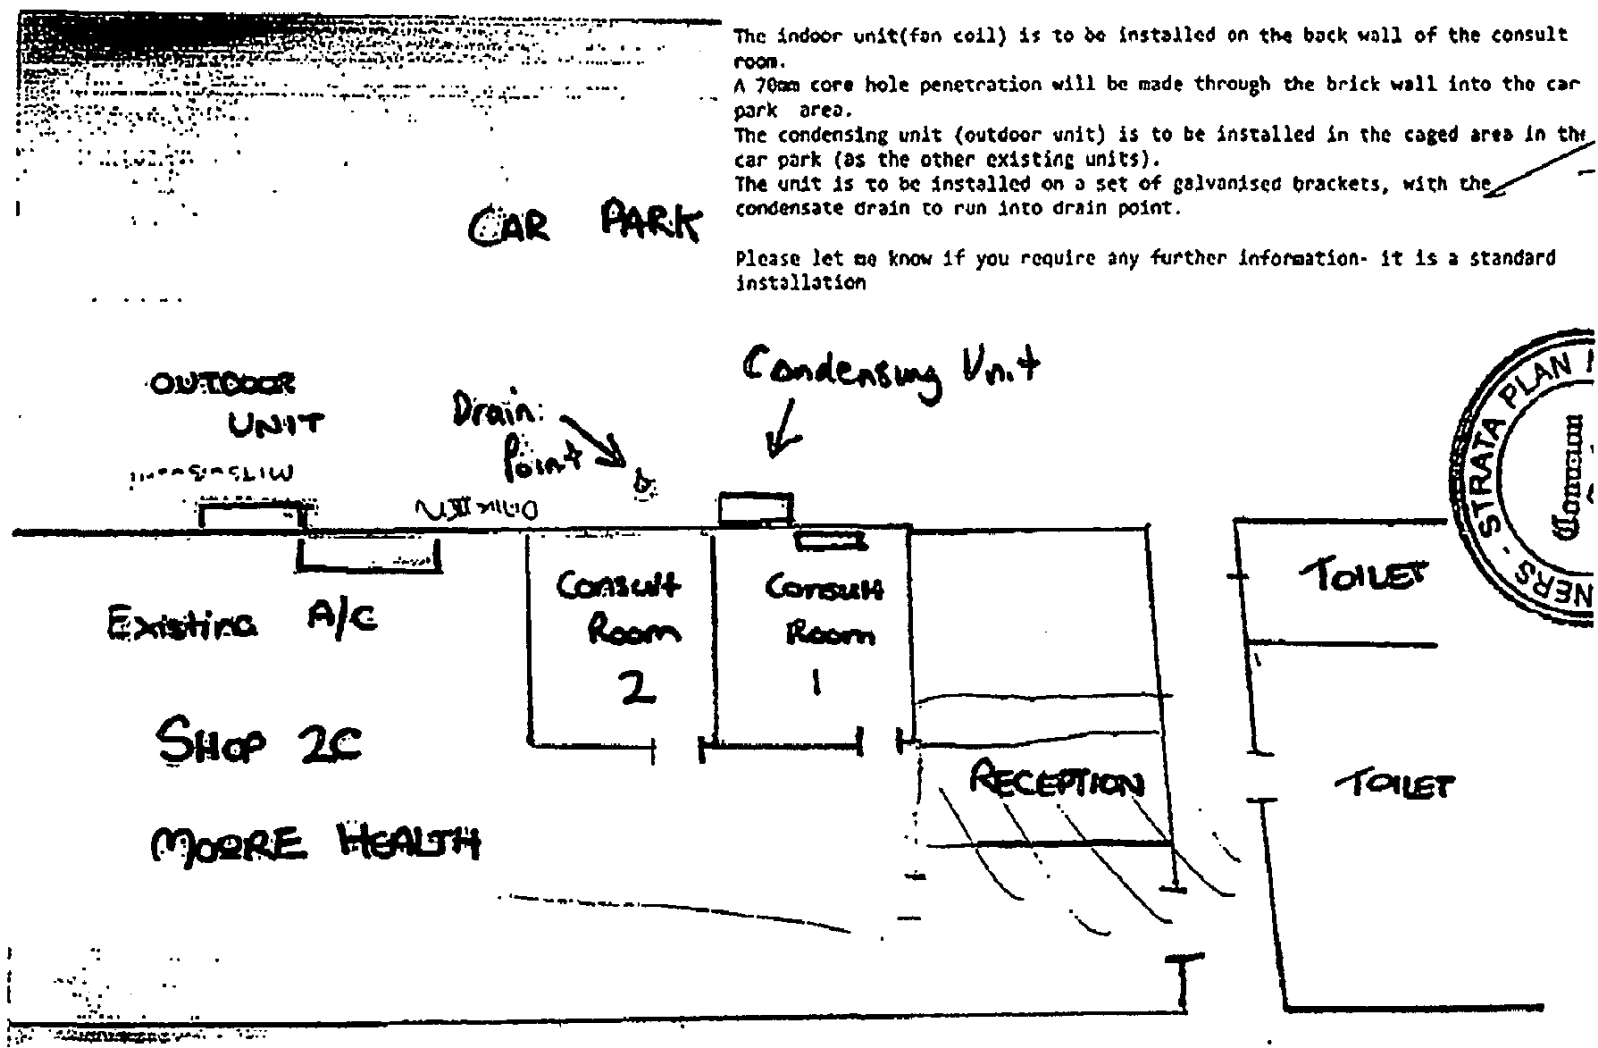 The indoor unit(fan coil) is to be installed on the back wall of the consult
room.
A 70mm core hole penetration will be made through the brick wall into the car
park area.
The condensing unit (outdoor unit) is to be installed in the caged area in the
car park (as the other existing units).
The unit is to be installed on a set of galvanised brackets, with the
condensate drain to run into drain point.
Please let me know if you require any further information- it is a standard
installation
CAR PARK
OUTDOOR
UNIT
Drain
Point
Condensing Unit
STRATA PLAN
Common
NERS
Existing A/C
Consult
Room
2
Consult
Room
1
TOILET
SHOP 2C
RECEPTION
TOILET
MOORE HEALTH